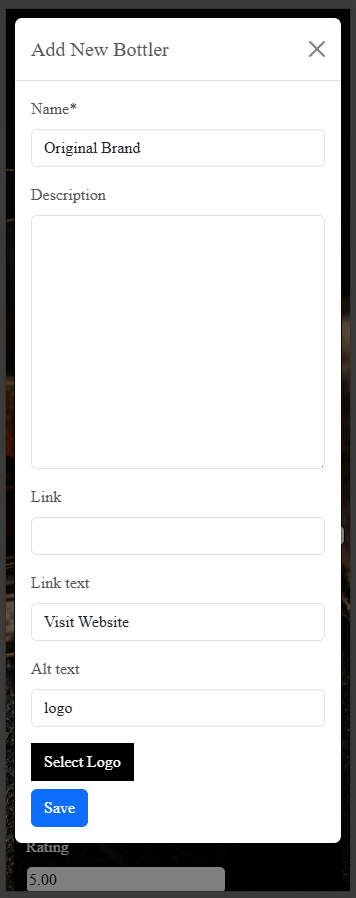 Add New Bottler
Name*
Original Brand
Description
Link
Link text
Visit Website
Alt text
logo
Select Logo
Save
Rating
5.00